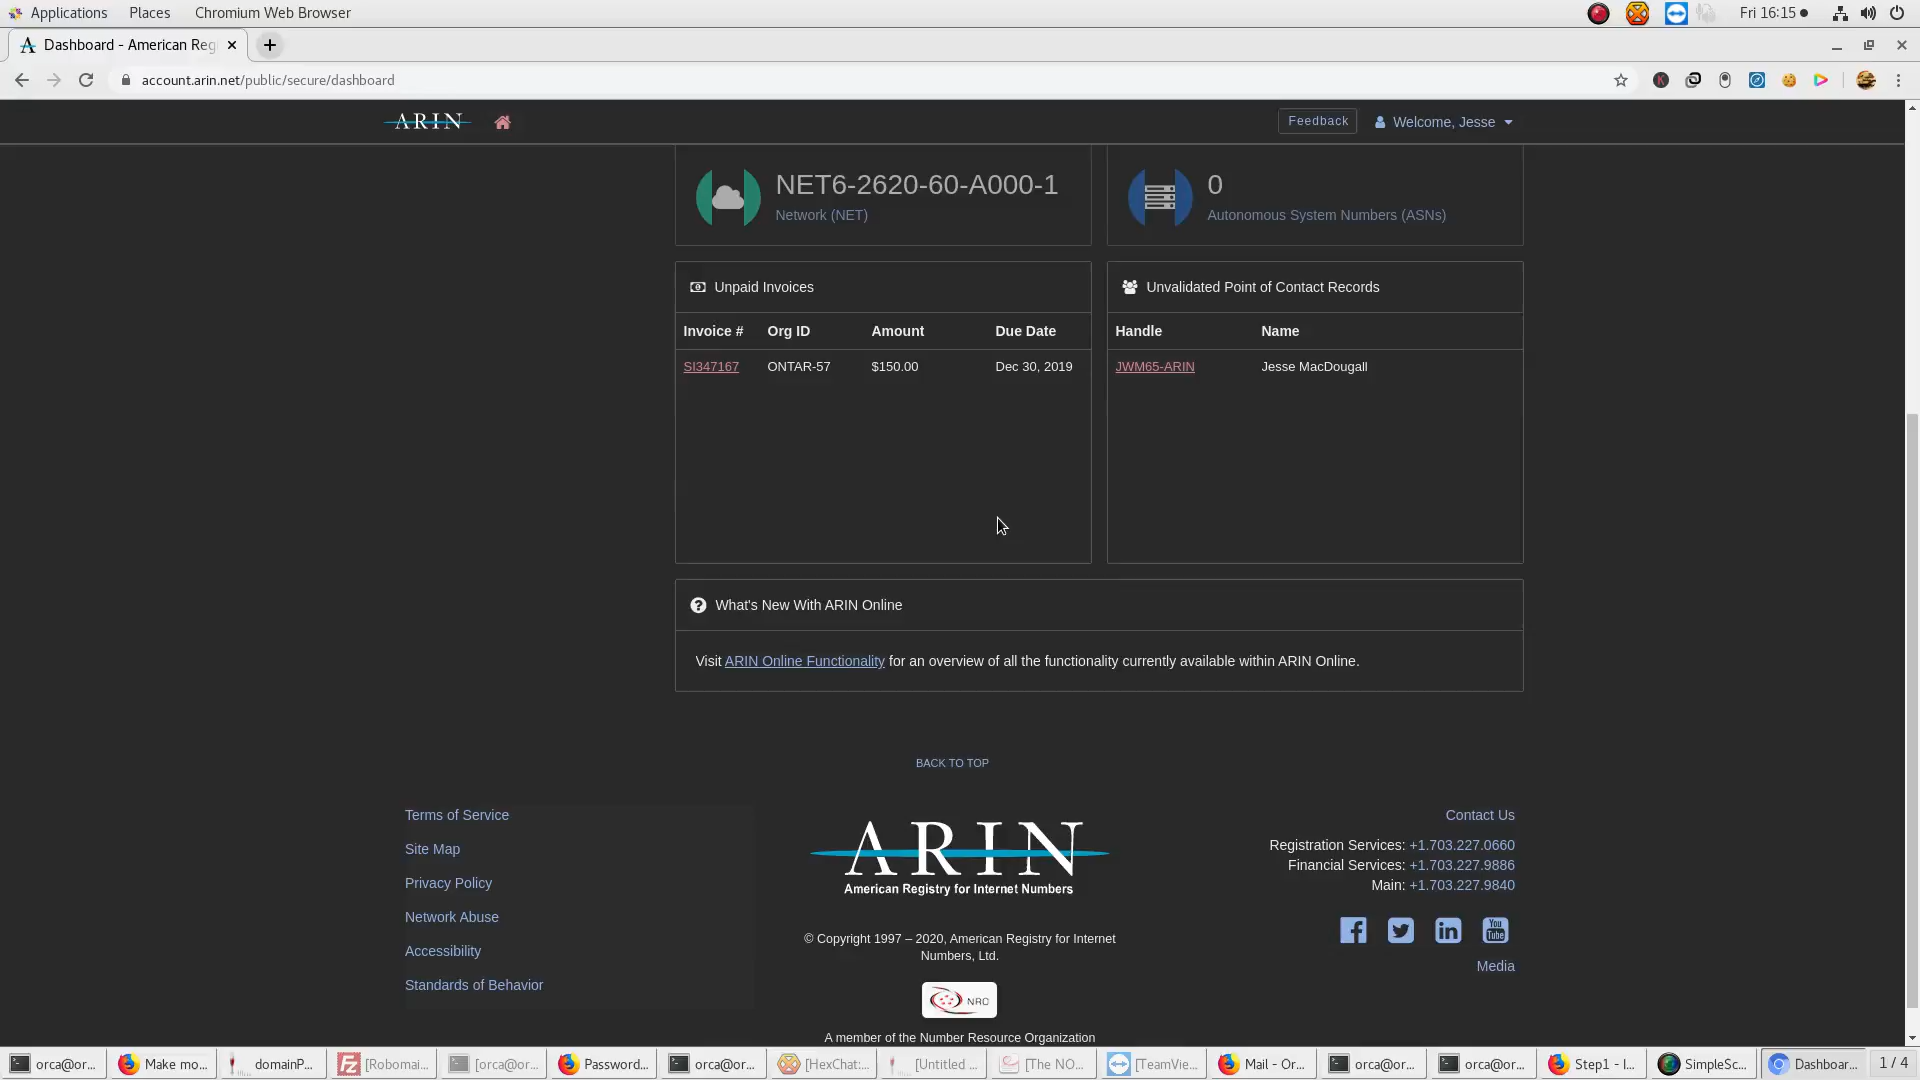 Applications Places Chromium Web Browser Fri 16:15
Dashboard - American Reg
account.arin.net/public/secure/dashboard
ARIN Feedback Welcome, Jesse
NET6-2620-60-A000-1
Network (NET)
0
Autonomous System Numbers (ASNs)
Unpaid Invoices
Invoice # Org ID Amount Due Date
SI347167 ONTAR-57 $150.00 Dec 30, 2019
Unvalidated Point of Contact Records
Handle Name
JWM65-ARIN Jesse MacDougall
What's New With ARIN Online
Visit ARIN Online Functionality for an overview of all the functionality currently available within ARIN Online.
BACK TO TOP
Terms of Service
Site Map
Privacy Policy
Network Abuse
Accessibility
Standards of Behavior
ARIN
American Registry for Internet Numbers
© Copyright 1997 – 2020, American Registry for Internet
Numbers, Ltd.
NRO
A member of the Number Resource Organization
Contact Us
Registration Services: +1.703.227.0660
Financial Services: +1.703.227.9886
Main: +1.703.227.9840
You Tube
Media
orca@or... Make mo... domainP... [Robomai... [orca@or... Password... orca@or... [HexChat:... [Untitled ... [The NO... [TeamVie... Mail - Or... orca@or... orca@or... Step1 - I... SimpleSc... Dashboar... 1 / 4